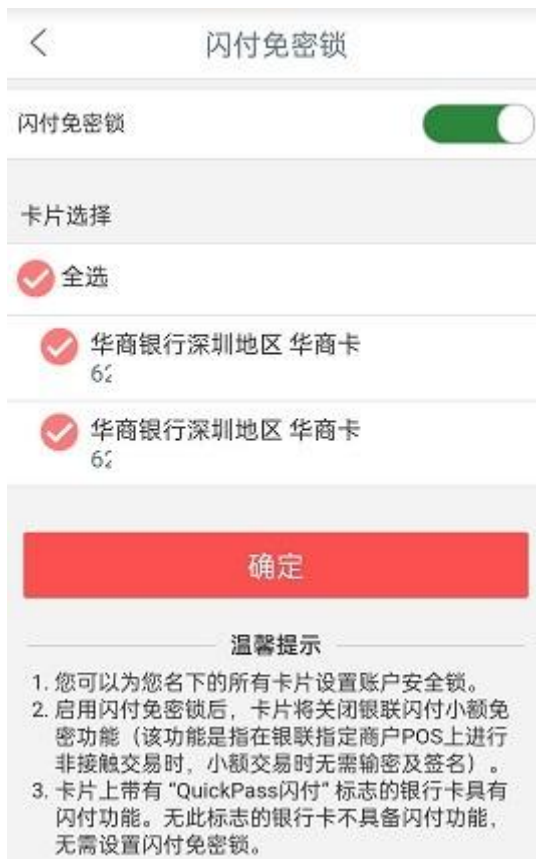 闪付免密锁
闪付免密锁
卡片选择
全选
华商银行深圳地区 华商卡
62
华商银行深圳地区 华商卡
62
确定
温馨提示
1. 您可以为您名下的所有卡片设置账户安全锁。
2. 启用闪付免密锁后，卡片将关闭银联闪付小额免
密功能（该功能是指在银联指定商户POS上进行
非接触交易时，小额交易时无需输密及签名）。
3. 卡片上带有 "QuickPass闪付" 标志的银行卡具有
闪付功能。无此标志的银行卡不具备闪付功能，
无需设置闪付免密锁。